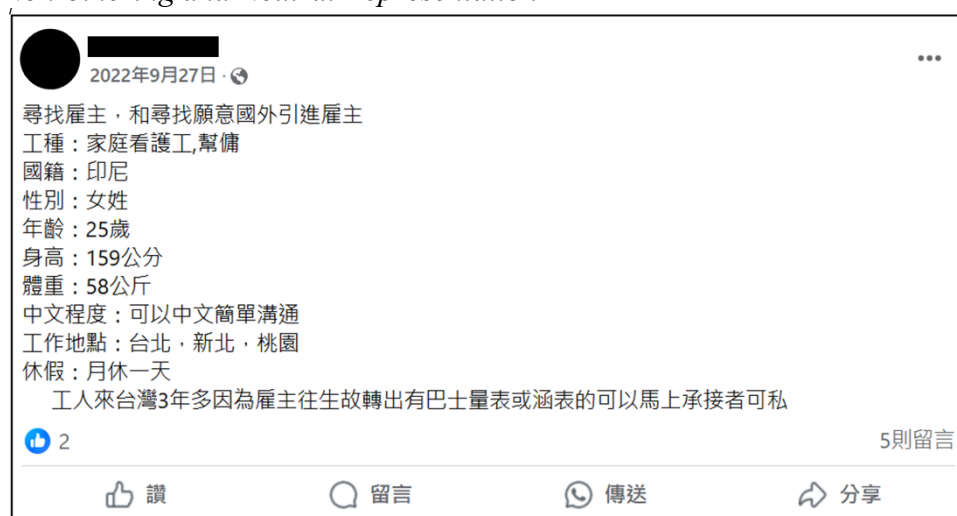 2022年9月27日 ·
尋找雇主，和尋找願意國外引進雇主
工種：家庭看護工,幫傭
國籍：印尼
性別：女姓
年齡：25歲
身高：159公分
體重：58公斤
中文程度：可以中文簡單溝通
工作地點：台北，新北，桃園
休假：月休一天
工人來台灣3年多因為雇主往生故轉出有巴士量表或涵表的可以馬上承接者可私
2
5則留言
讚 留言 傳送 分享